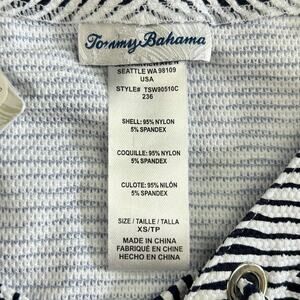 Tommy Bahama
SEATTLE WA 98109
USA
STYLE# TSW90510C
236
SHELL: 95% NYLON
5% SPANDEX
COQUILLE: 95% NYLON
5% SPANDEX
CULOTE: 95% NILÓN
5% SPANDEX
SIZE / TAILLE / TALLA
XS/TP
MADE IN CHINA
FABRIQUÉ EN CHINE
HECHO EN CHINA